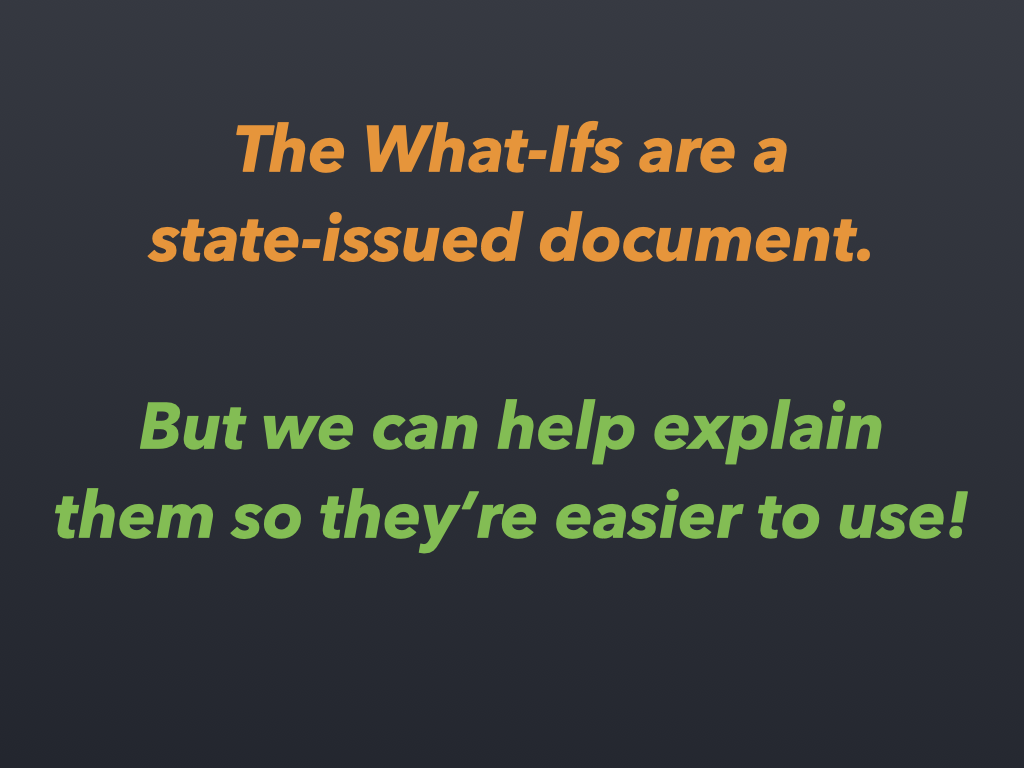 The What-Ifs are a
state-issued document.
But we can help explain
them so they’re easier to use!